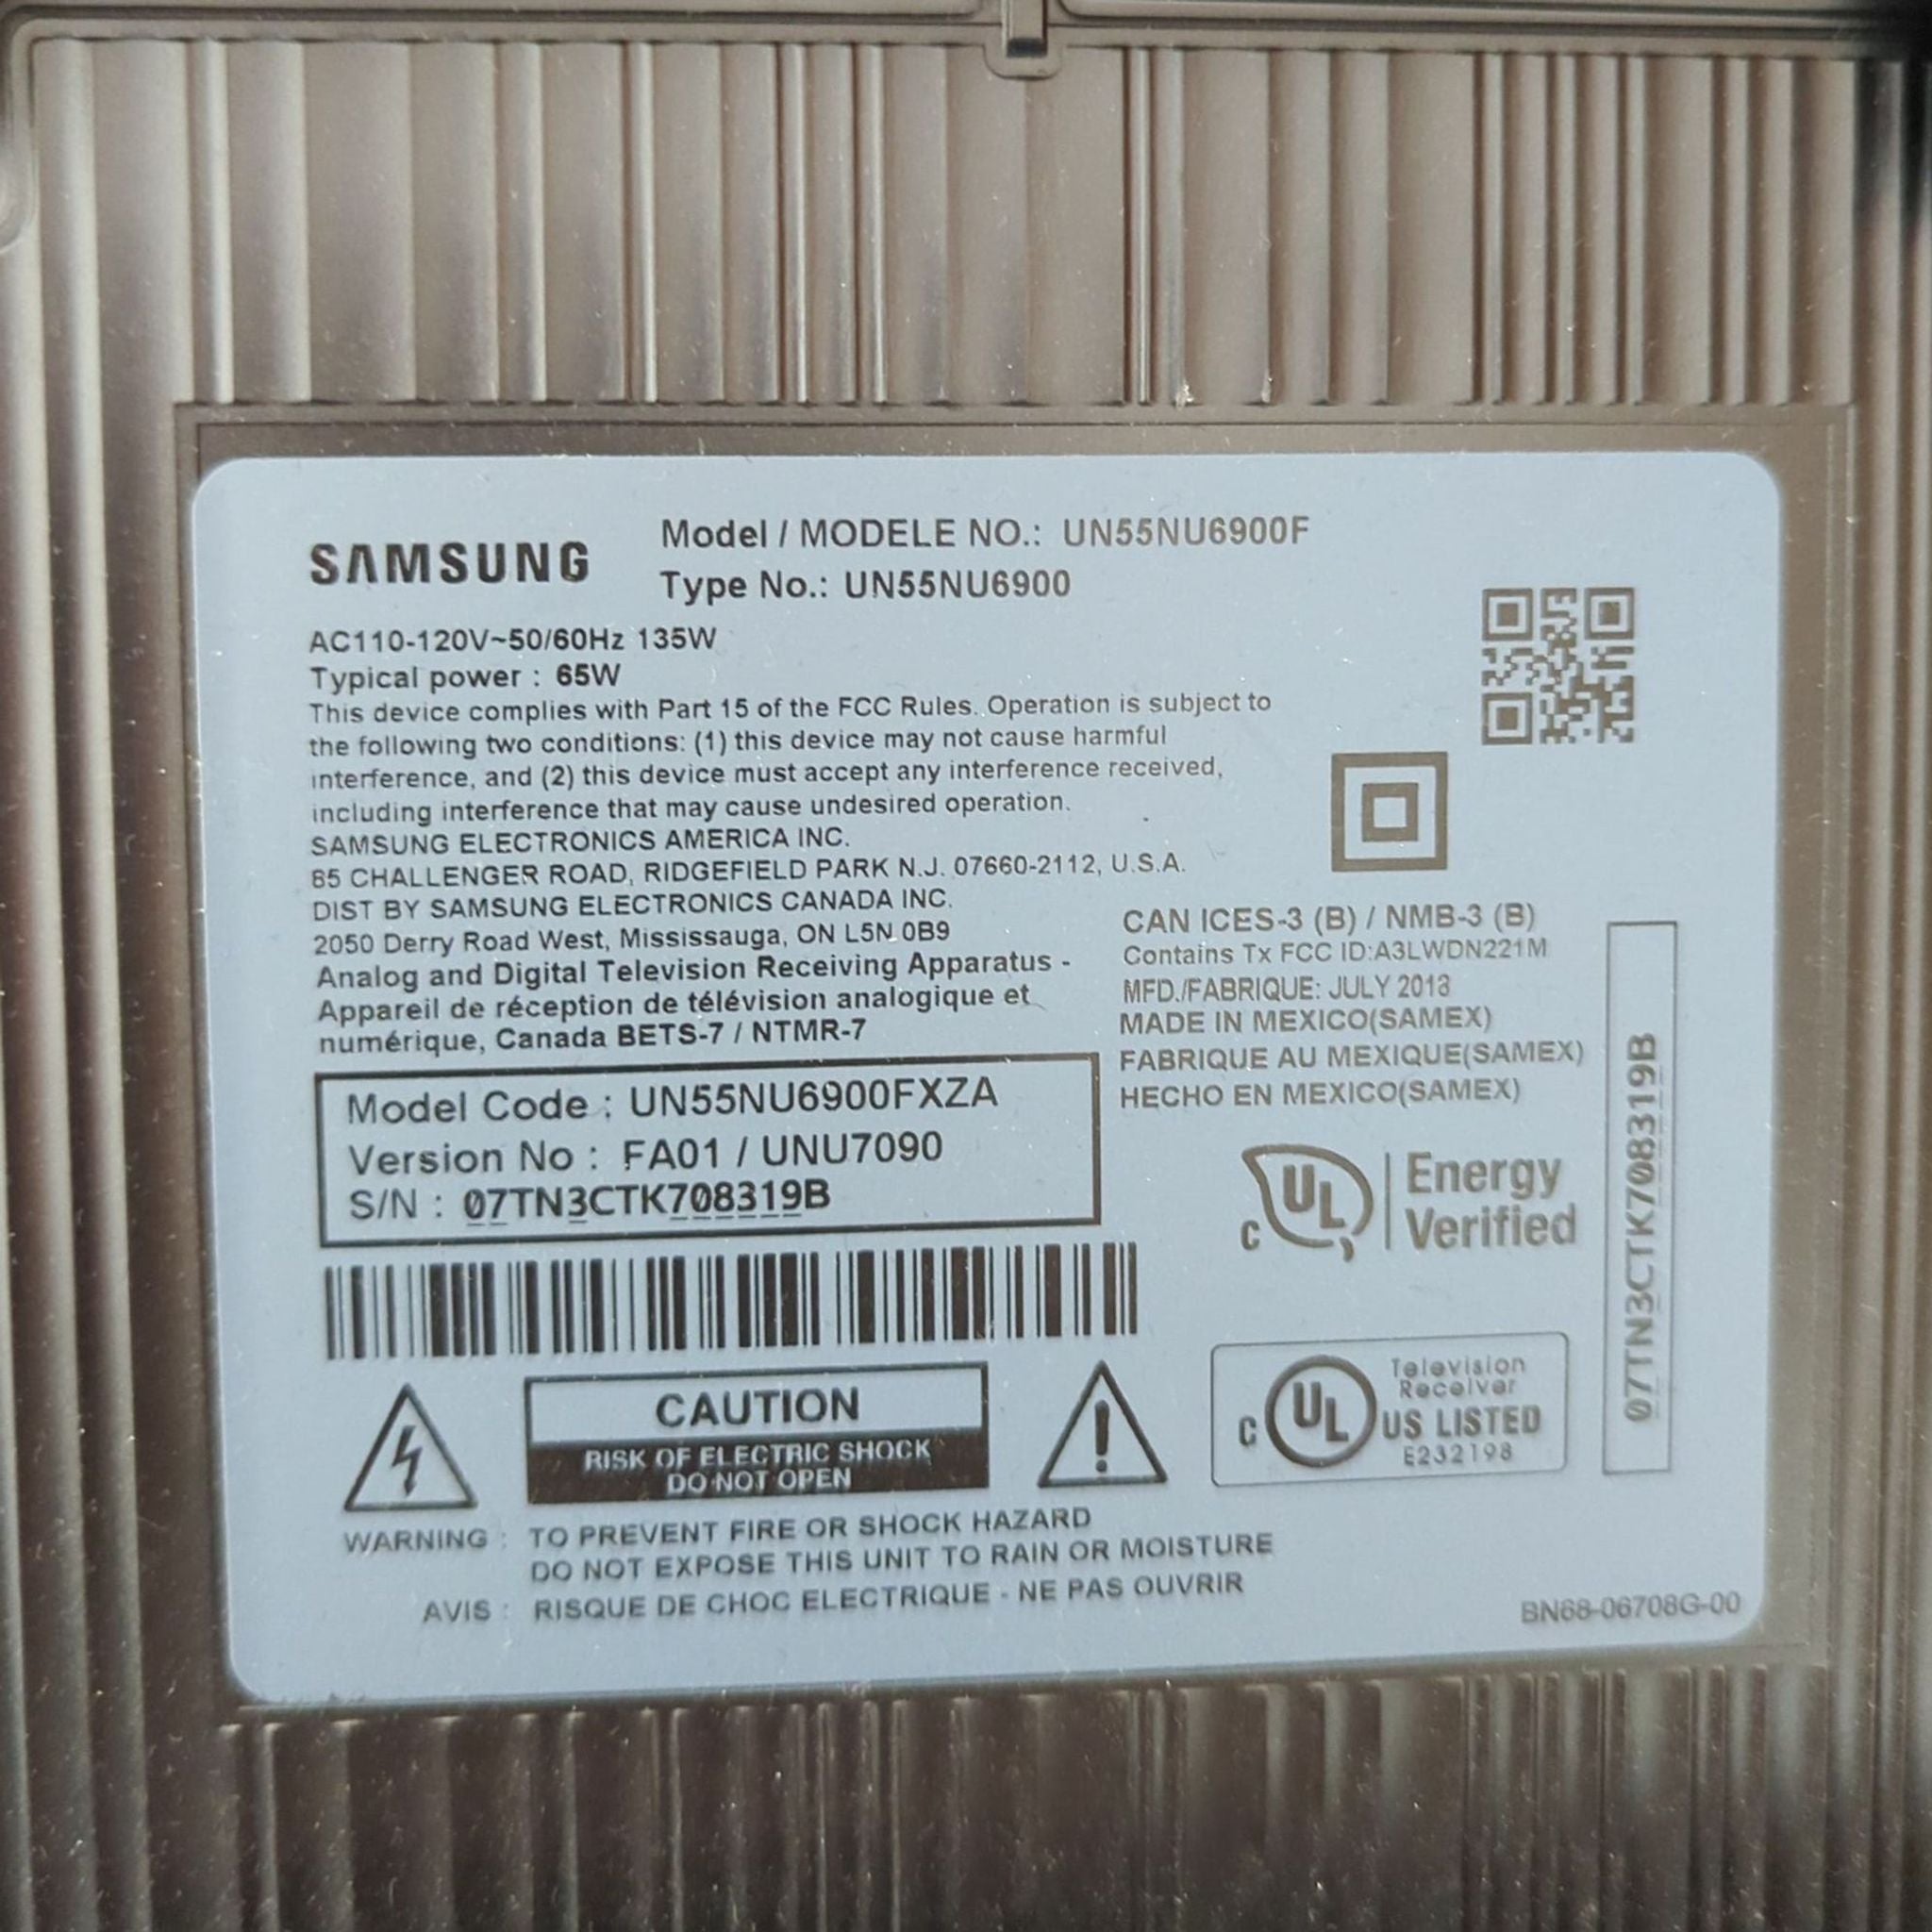 SAMSUNG
Model / MODELE NO.: UN55NU6900F
Type No.: UN55NU6900
AC110-120V~50/60Hz 135W
Typical power : 65W
This device complies with Part 15 of the FCC Rules. Operation is subject to
the following two conditions: (1) this device may not cause harmful
interference, and (2) this device must accept any interference received,
including interference that may cause undesired operation.
SAMSUNG ELECTRONICS AMERICA INC.
85 CHALLENGER ROAD, RIDGEFIELD PARK N.J. 07660-2112, U.S.A.
DIST BY SAMSUNG ELECTRONICS CANADA INC.
2050 Derry Road West, Mississauga, ON L5N 0B9
Analog and Digital Television Receiving Apparatus -
Appareil de réception de télévision analogique et
numérique, Canada BETS-7 / NTMR-7
CAN ICES-3 (B) / NMB-3 (B)
Contains Tx FCC ID:A3LWDN221M
MFD./FABRIQUE: JULY 2018
MADE IN MEXICO(SAMEX)
FABRIQUE AU MEXIQUE(SAMEX)
HECHO EN MEXICO(SAMEX)
Model Code : UN55NU6900FXZA
Version No : FA01 / UNU7090
S/N : 07TN3CTK708319B
C UL Energy
Verified
07TN3CTK708319B
CAUTION
RISK OF ELECTRIC SHOCK
DO NOT OPEN
Television
Receiver
C UL US LISTED
E232198
WARNING : TO PREVENT FIRE OR SHOCK HAZARD
DO NOT EXPOSE THIS UNIT TO RAIN OR MOISTURE
AVIS : RISQUE DE CHOC ELECTRIQUE - NE PAS OUVRIR
BN68-06708G-00